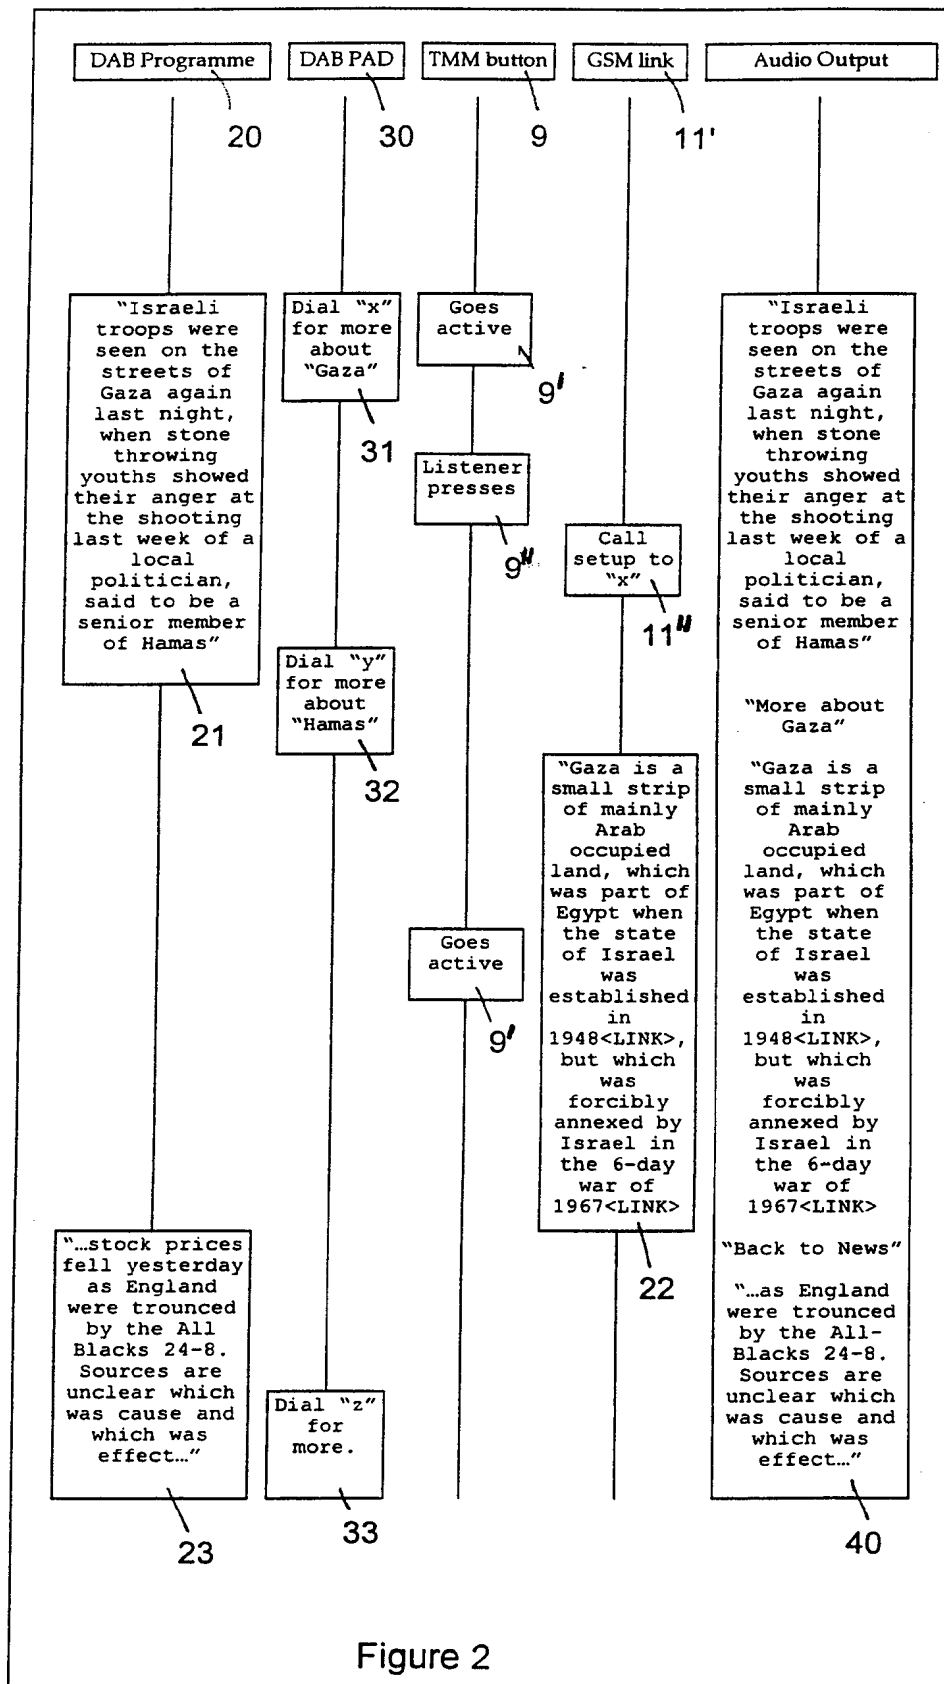 DAB Programme
DAB PAD
TMM button
GSM link
Audio Output
20
30
9
11'
"Israeli
troops were
seen on the
streets of
Gaza again
last night,
when stone
throwing
youths showed
their anger at
the shooting
last week of a
local
politician,
said to be a
senior member
of Hamas"
21
Dial "x"
for more
about
"Gaza"
31
Goes
active
9'
Listener
presses
9"
Call
setup to
"x"
11"
Dial "y"
for more
about
"Hamas"
32
"Gaza is a
small strip
of mainly
Arab
occupied
land, which
was part of
Egypt when
the state
of Israel
was
established
in
1948<LINK>,
but which
was
forcibly
annexed by
Israel in
the 6-day
war of
1967<LINK>
22
Goes
active
9'
"…stock prices
fell yesterday
as England
were trounced
by the All
Blacks 24-8.
Sources are
unclear which
was cause and
which was
effect…"
23
Dial "z"
for
more.
33
"Israeli
troops were
seen on the
streets of
Gaza again
last night,
when stone
throwing
youths showed
their anger at
the shooting
last week of a
local
politician,
said to be a
senior member
of Hamas"
"More about
Gaza"
"Gaza is a
small strip
of mainly
Arab
occupied
land, which
was part of
Egypt when
the state
of Israel
was
established
in
1948<LINK>,
but which
was
forcibly
annexed by
Israel in
the 6-day
war of
1967<LINK>
"Back to News"
"…as England
were trounced
by the All-
Blacks 24-8.
Sources are
unclear which
was cause and
which was
effect…"
40
Figure 2